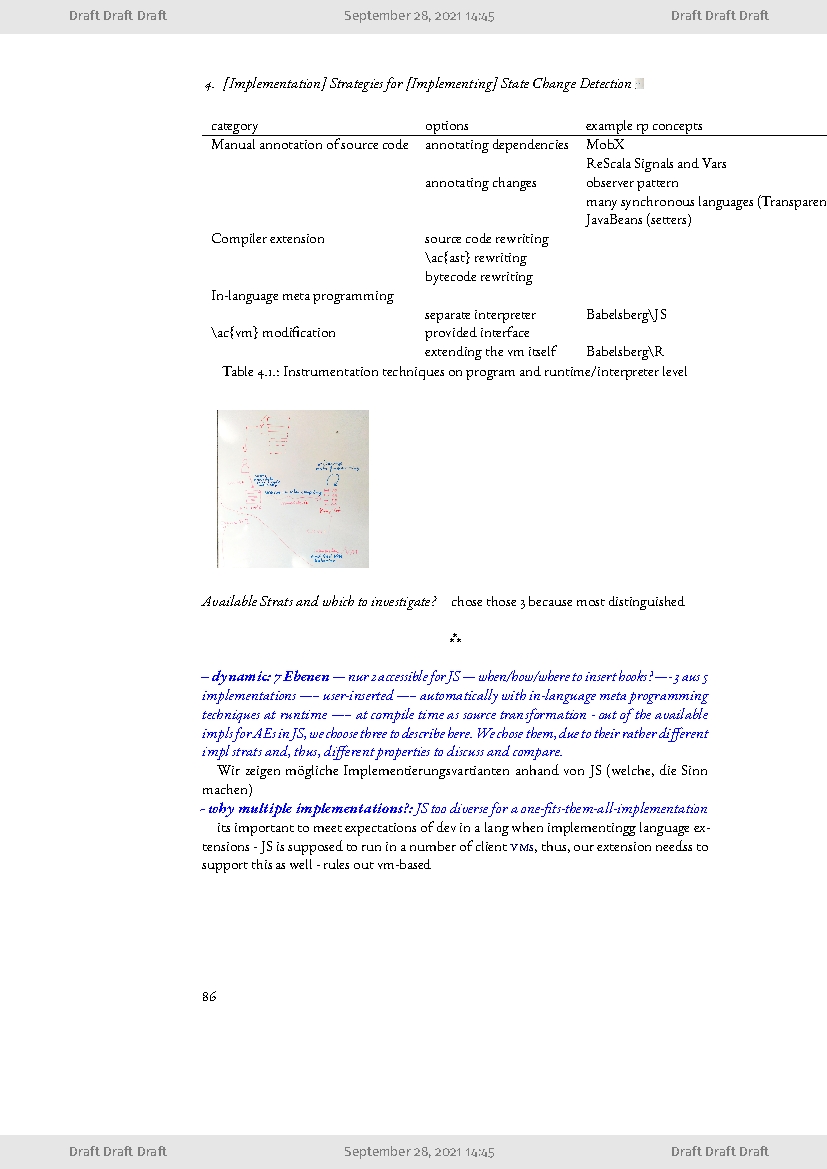 Draft Draft Draft September 28, 2021 14:45 Draft Draft Draft
4. [Implementation] Strategies for [Implementing] State Change Detection
category options example rp concepts
Manual annotation of source code annotating dependencies MobX
ReScala Signals and Vars
annotating changes observer pattern
many synchronous languages (Transparen
JavaBeans (setters)
Compiler extension source code rewriting
\ac{ast} rewriting
bytecode rewriting
In-language meta programming
separate interpreter Babelsberg\JS
\ac{vm} modification provided interface
extending the vm itself Babelsberg\R
Table 4.1.: Instrumentation techniques on program and runtime/interpreter level
Available Strats and which to investigate? chose those 3 because most distinguished
⁂
– dynamic: 7 Ebenen — nur 2 accessible for JS — when/how/where to insert hooks? —- 3 aus 5
implementations —– user-inserted —– automatically with in-language meta programming
techniques at runtime —– at compile time as source transformation - out of the available
impls for AEs in JS, we choose three to describe here. We chose them, due to their rather different
impl strats and, thus, different properties to discuss and compare.
Wir zeigen mögliche Implementierungsvartianten anhand von JS (welche, die Sinn
machen)
- why multiple implementations?: JS too diverse for a one-fits-them-all-implementation
its important to meet expectations of dev in a lang when implementingg language ex-
tensions - JS is supposed to run in a number of client VMs, thus, our extension needss to
support this as well - rules out vm-based
86
Draft Draft Draft September 28, 2021 14:45 Draft Draft Draft